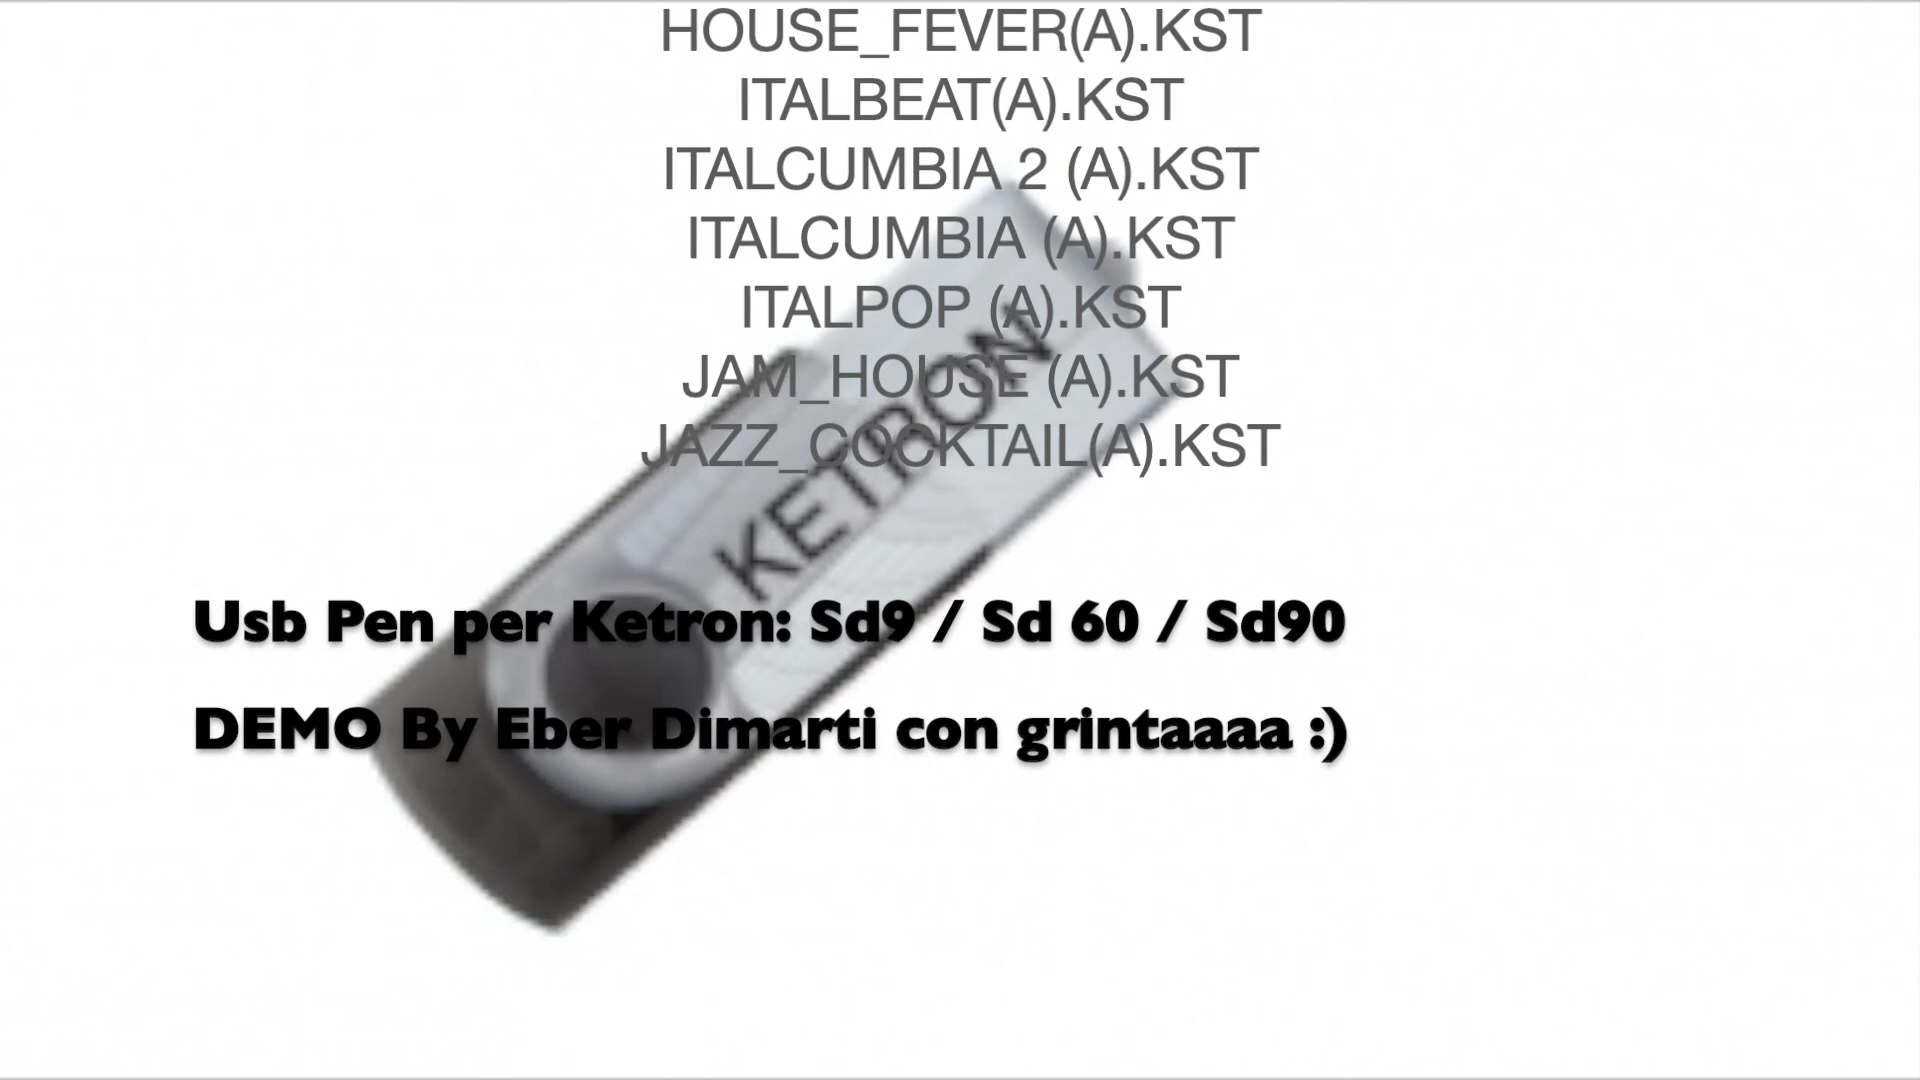 HOUSE_FEVER(A).KST
ITALBEAT(A).KST
ITALCUMBIA 2 (A).KST
ITALCUMBIA (A).KST
ITALPOP (A).KST
JAM_HOUSE (A).KST
JAZZ_COCKTAIL(A).KST
KETRON
Usb Pen per Ketron: Sd9 / Sd 60 / Sd90
DEMO By Eber Dimarti con grintaaaa :)